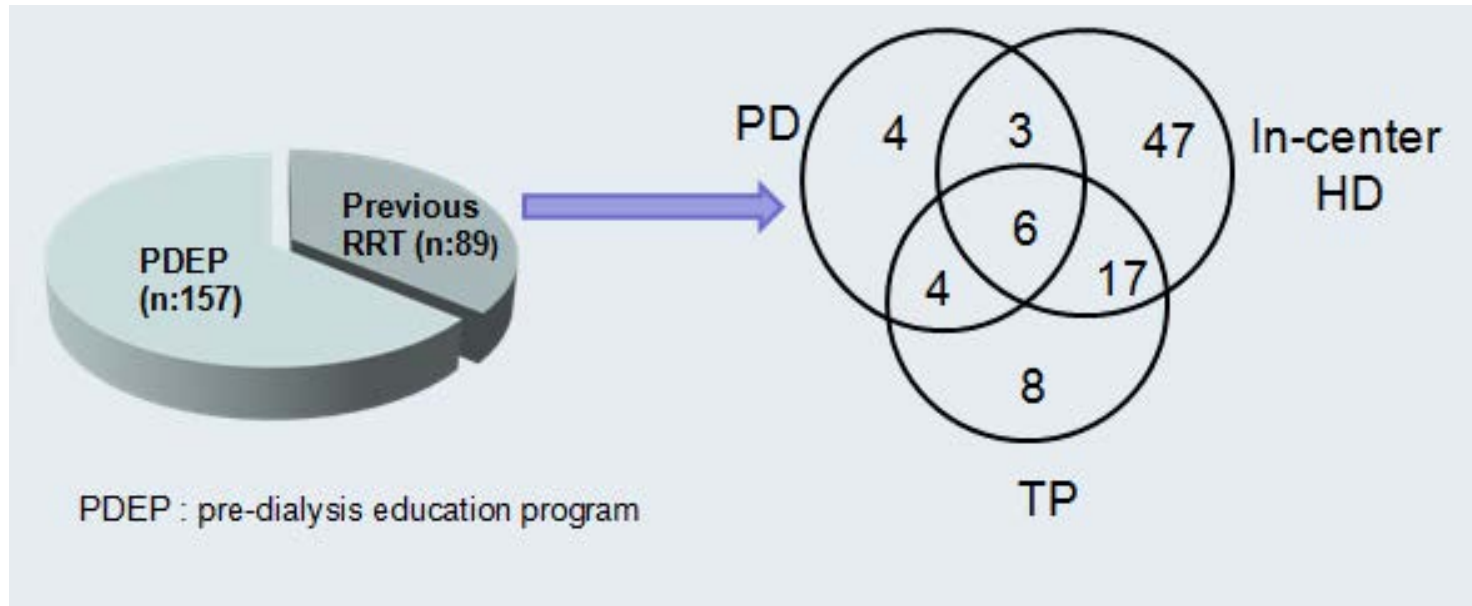 PDEP
(n:157)
Previous
RRT (n:89)
PD
4
3
47
In-center
HD
6
4
17
8
TP
PDEP : pre-dialysis education program